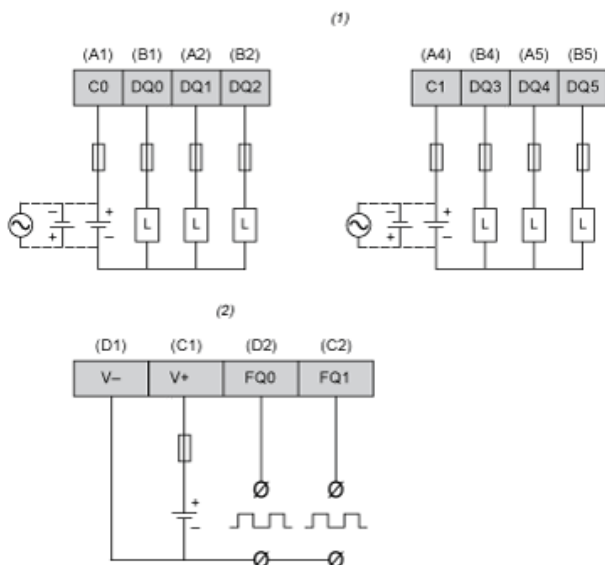 (1)
(A1) (B1) (A2) (B2)
C0 DQ0 DQ1 DQ2
L L L
(A4) (B4) (A5) (B5)
C1 DQ3 DQ4 DQ5
L L L
(2)
(D1) (C1) (D2) (C2)
V– V+ FQ0 FQ1